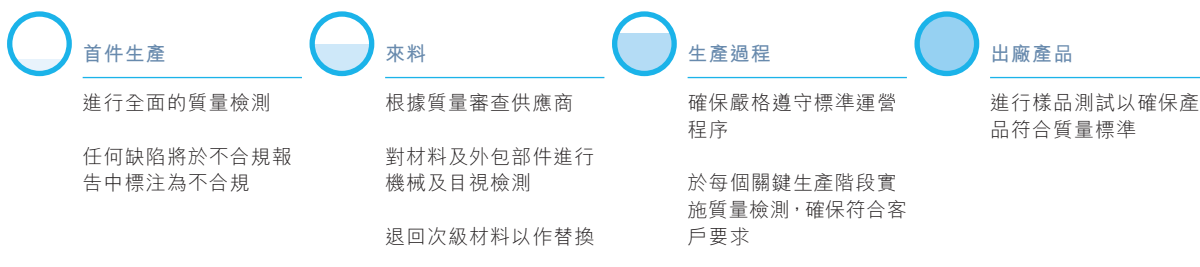 首件生產
進行全面的質量檢測
任何缺陷將於不合規報
告中標注為不合規
來料
根據質量審查供應商
對材料及外包部件進行
機械及目視檢測
退回次級材料以作替換
生產過程
確保嚴格遵守標準運營
程序
於每個關鍵生產階段實
施質量檢測，確保符合客
戶要求
出廠產品
進行樣品測試以確保產
品符合質量標準